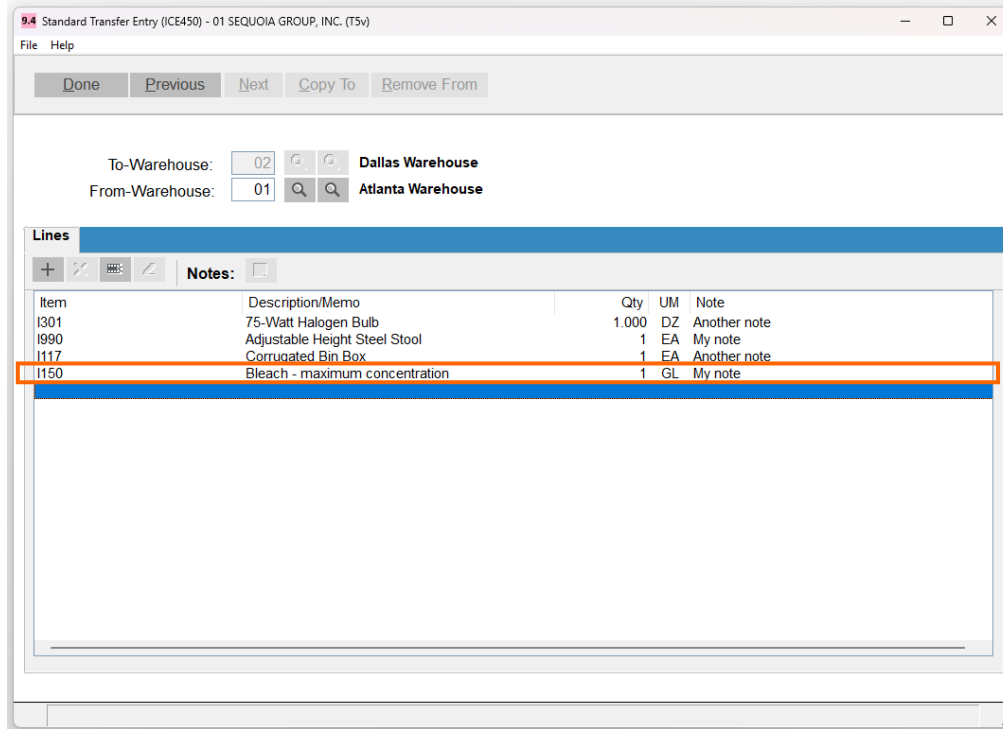 9.4 Standard Transfer Entry (ICE450) - 01 SEQUOIA GROUP, INC. (T5v)
File Help
Done Previous Next Copy To Remove From
To-Warehouse: 02 Dallas Warehouse
From-Warehouse: 01 Atlanta Warehouse
Lines
Notes:
Item Description/Memo Qty UM Note
I301 75-Watt Halogen Bulb 1.000 DZ Another note
I990 Adjustable Height Steel Stool 1 EA My note
I117 Corrugated Bin Box 1 EA Another note
I150 Bleach - maximum concentration 1 GL My note